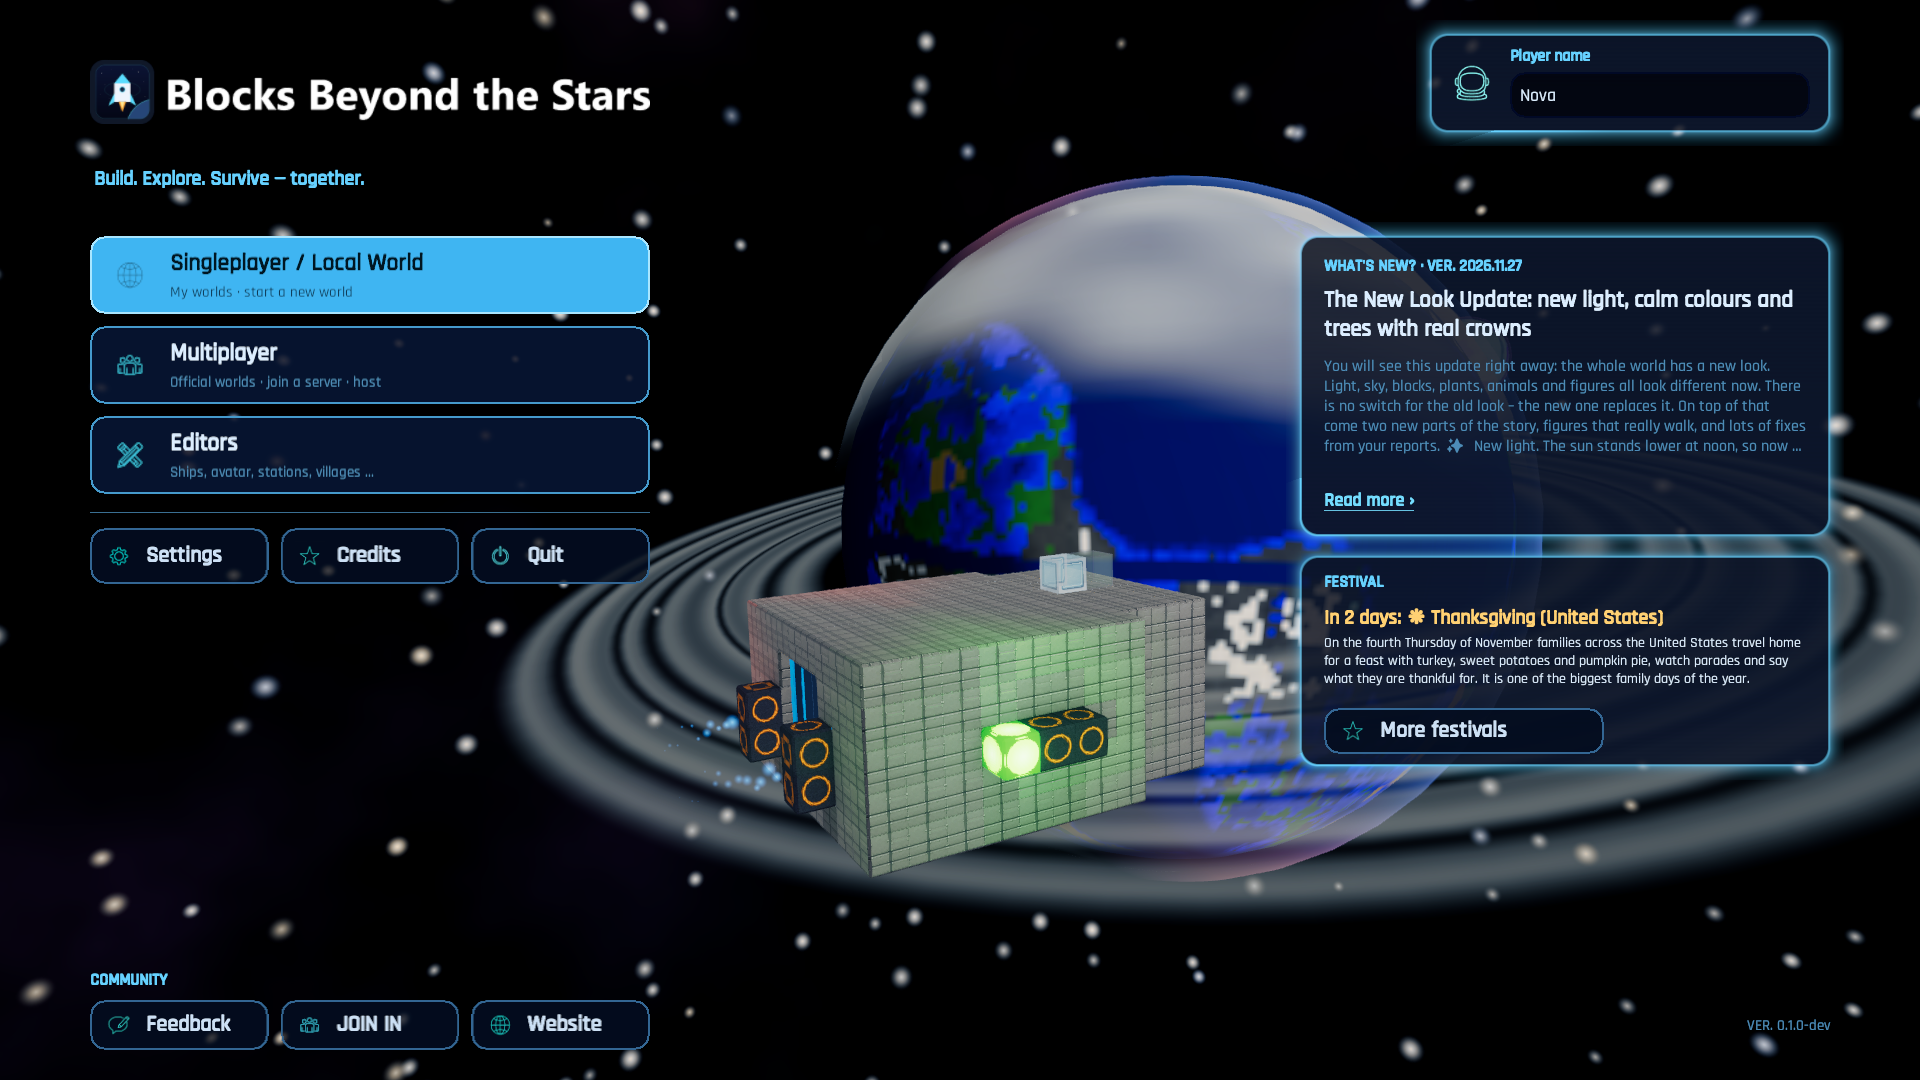 Blocks Beyond the Stars
Build. Explore. Survive – together.
Singleplayer / Local World
My worlds · start a new world
Multiplayer
Official worlds · join a server · host
Editors
Ships, avatar, stations, villages ...
Settings
Credits
Quit
COMMUNITY
Feedback
JOIN IN
Website
Player name
Nova
WHAT'S NEW? · VER. 2026.11.27
The New Look Update: new light, calm colours and
trees with real crowns
You will see this update right away: the whole world has a new look.
Light, sky, blocks, plants, animals and figures all look different now. There
is no switch for the old look – the new one replaces it. On top of that
come two new parts of the story, figures that really walk, and lots of fixes
from your reports. ✨ New light. The sun stands lower at noon, so now ...
Read more ›
FESTIVAL
In 2 days: ✽ Thanksgiving (United States)
On the fourth Thursday of November families across the United States travel home
for a feast with turkey, sweet potatoes and pumpkin pie, watch parades and say
what they are thankful for. It is one of the biggest family days of the year.
More festivals
VER. 0.1.0-dev